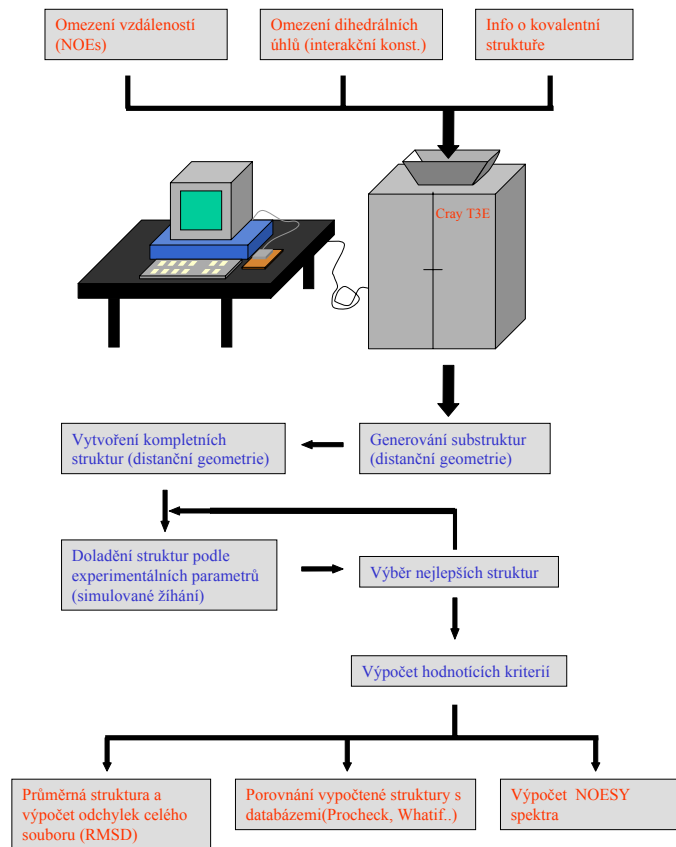 Omezení vzdáleností
(NOEs)
Omezení dihedrálních
úhlů (interakční konst.)
Info o kovalentní
struktuře
Cray T3E
Vytvoření kompletních
struktur (distanční geometrie)
Generování substruktur
(distanční geometrie)
Doladění struktur podle
experimentálních parametrů
(simulované žíhání)
Výběr nejlepších struktur
Výpočet hodnotících kriterií
Průměrná struktura a
výpočet odchylek celého
souboru (RMSD)
Porovnání vypočtené struktury s
databázemi(Procheck, Whatif..)
Výpočet NOESY
spektra